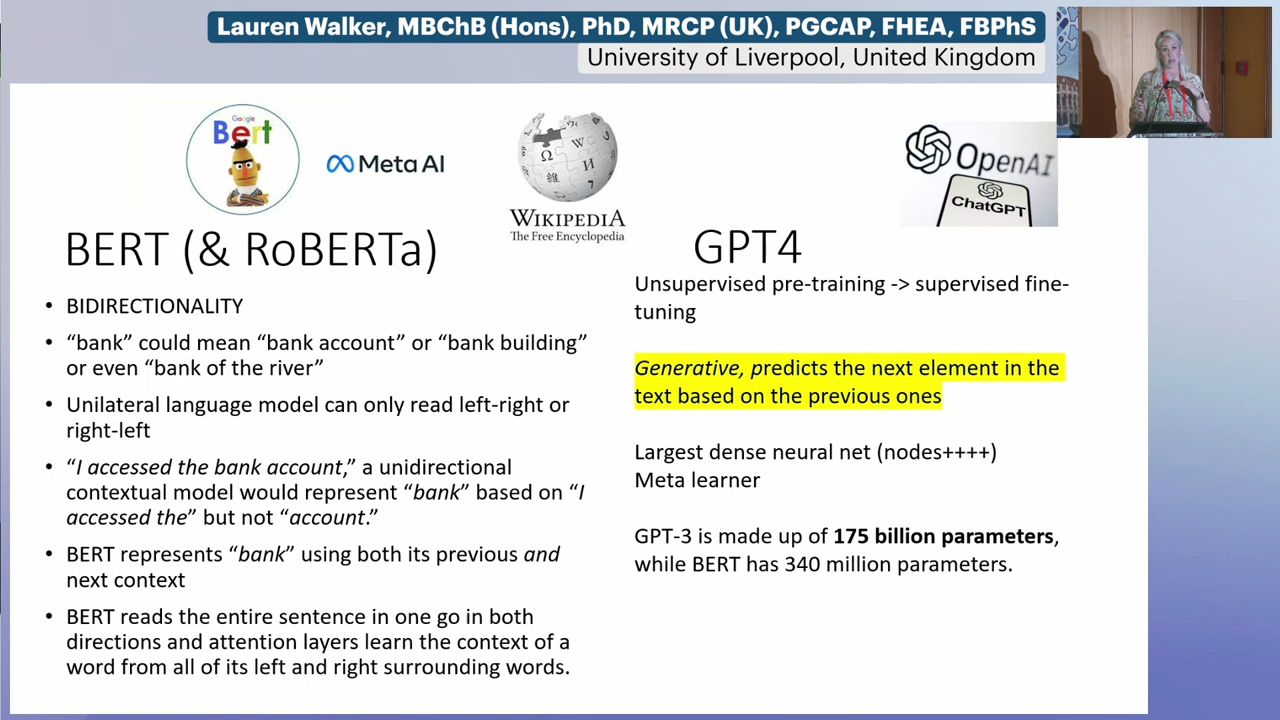 Lauren Walker, MBChB (Hons), PhD, MRCP (UK), PGCAP, FHEA, FBPhS
University of Liverpool, United Kingdom
Google
Bert
Meta AI
WIKIPEDIA
The Free Encyclopedia
OpenAI
ChatGPT
BERT (& RoBERTa)
• BIDIRECTIONALITY
• “bank” could mean “bank account” or “bank building”
or even “bank of the river”
• Unilateral language model can only read left-right or
right-left
• “I accessed the bank account,” a unidirectional
contextual model would represent “bank” based on “I
accessed the” but not “account.”
• BERT represents “bank” using both its previous and
next context
• BERT reads the entire sentence in one go in both
directions and attention layers learn the context of a
word from all of its left and right surrounding words.
GPT4
Unsupervised pre-training -> supervised fine-
tuning
Generative, predicts the next element in the
text based on the previous ones
Largest dense neural net (nodes++++)
Meta learner
GPT-3 is made up of 175 billion parameters,
while BERT has 340 million parameters.